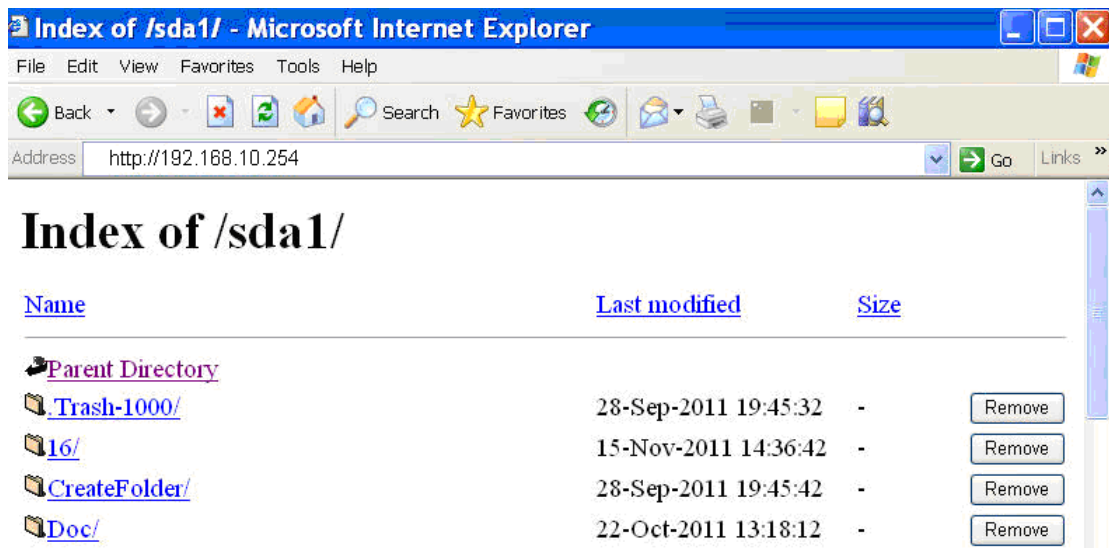 Index of /sda1/ - Microsoft Internet Explorer
File Edit View Favorites Tools Help
Back Search Favorites
Address http://192.168.10.254 Go Links »
Index of /sda1/
Name Last modified Size
Parent Directory
.Trash-1000/ 28-Sep-2011 19:45:32 - Remove
16/ 15-Nov-2011 14:36:42 - Remove
CreateFolder/ 28-Sep-2011 19:45:42 - Remove
Doc/ 22-Oct-2011 13:18:12 - Remove